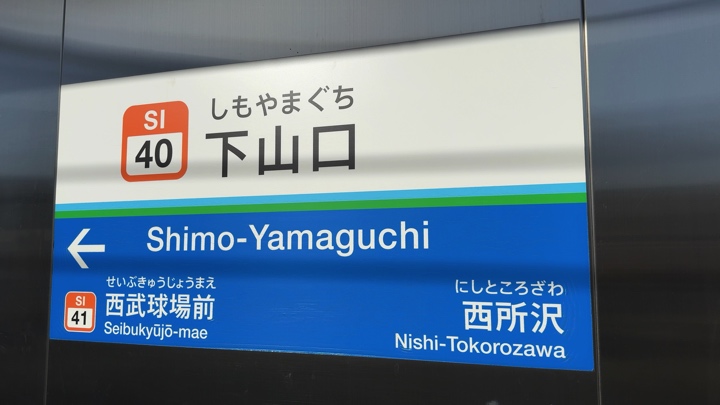 SI
40
しもやまぐち
下山口
Shimo-Yamaguchi
せいぶきゅうじょうまえ
SI
41
西武球場前
Seibukyūjō-mae
にしところざわ
西所沢
Nishi-Tokorozawa